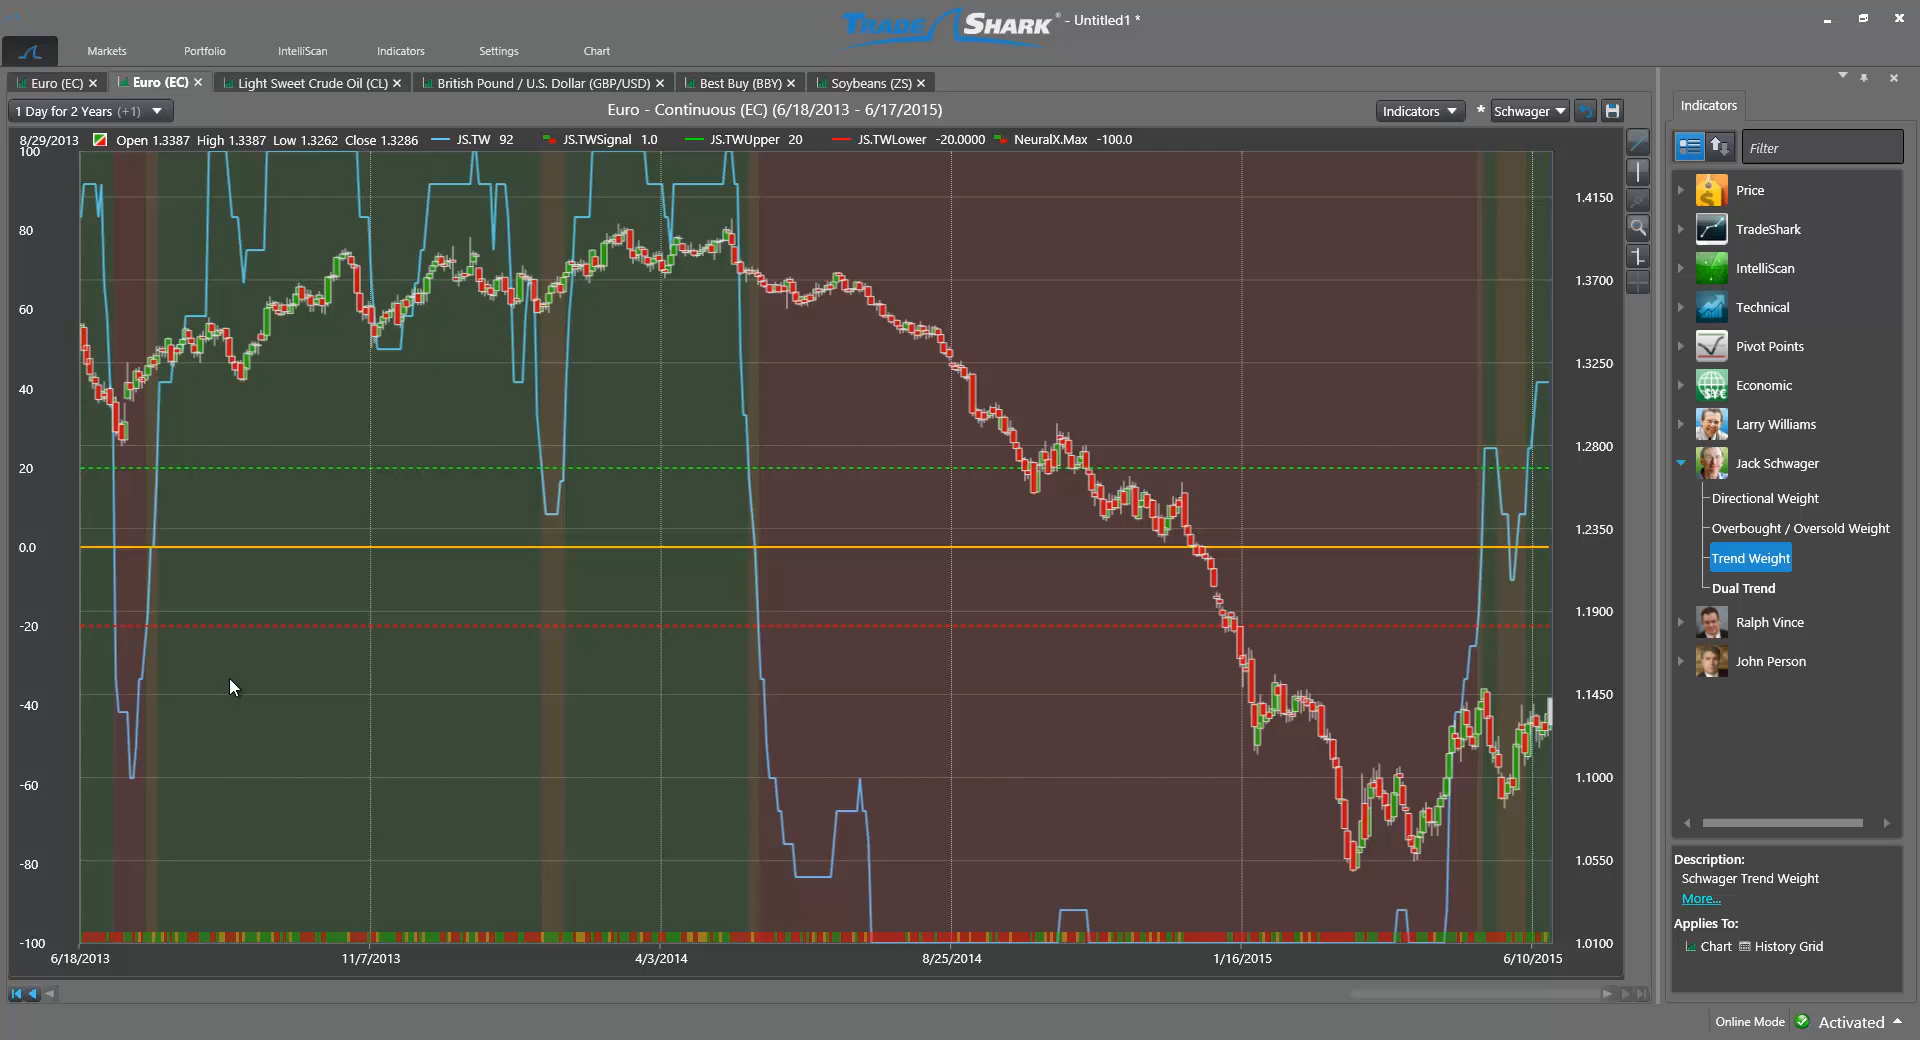 TRADE SHARK® - Untitled1 *
Markets Portfolio IntelliScan Indicators Settings Chart
Euro (EC) Euro (EC) Light Sweet Crude Oil (CL) British Pound / U.S. Dollar (GBP/USD) Best Buy (BBY) Soybeans (ZS)
1 Day for 2 Years (+1) Euro - Continuous (EC) (6/18/2013 - 6/17/2015) Indicators * Schwager
8/29/2013 Open 1.3387 High 1.3387 Low 1.3262 Close 1.3286 JS.TW 92 JS.TWSignal 1.0 JS.TWUpper 20 JS.TWLower -20.0000 NeuralX.Max -100.0
100
80
60
40
20
0.0
-20
-40
-60
-80
-100
1.4150
1.3700
1.3250
1.2800
1.2350
1.1900
1.1450
1.1000
1.0550
1.0100
6/18/2013 11/7/2013 4/3/2014 8/25/2014 1/16/2015 6/10/2015
Indicators
Filter
Price
TradeShark
IntelliScan
Technical
Pivot Points
Economic
Larry Williams
Jack Schwager
Directional Weight
Overbought / Oversold Weight
Trend Weight
Dual Trend
Ralph Vince
John Person
Description:
Schwager Trend Weight
More...
Applies To:
Chart History Grid
Online Mode Activated